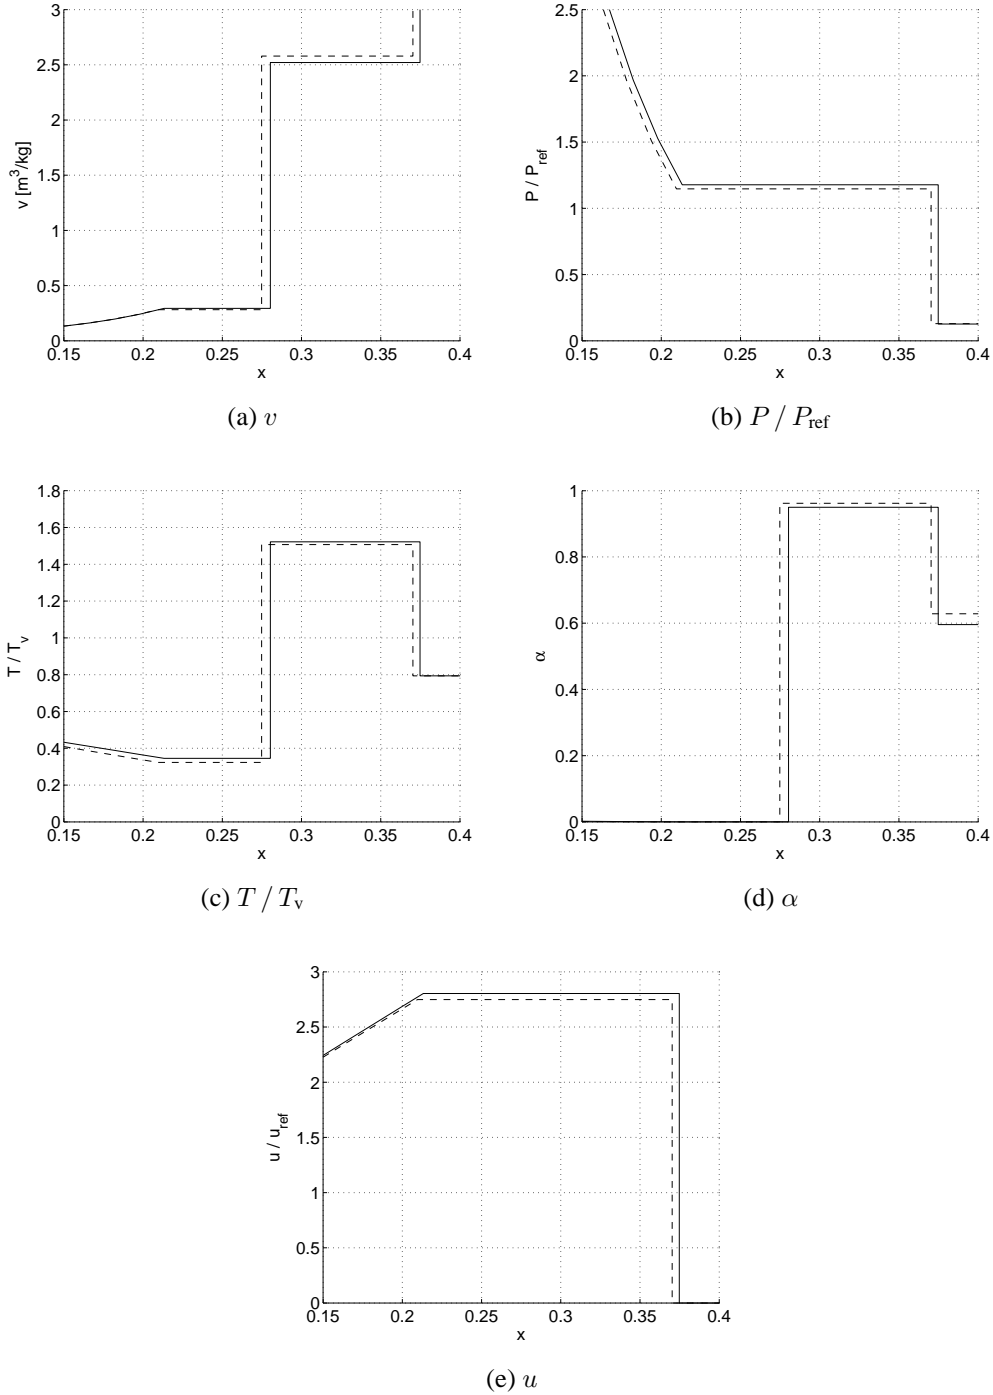 3
2.5
2
1.5
1
0.5
0
v [m³/kg]
0.15 0.2 0.25 0.3 0.35 0.4
x
(a) v
2.5
2
1.5
1
0.5
0
P / P_ref
0.15 0.2 0.25 0.3 0.35 0.4
x
(b) P / P_ref
1.8
1.6
1.4
1.2
1
0.8
0.6
0.4
0.2
0
T / T_v
0.15 0.2 0.25 0.3 0.35 0.4
x
(c) T / T_v
1
0.8
0.6
0.4
0.2
0
α
0.15 0.2 0.25 0.3 0.35 0.4
x
(d) α
3
2.5
2
1.5
1
0.5
0
u / u_ref
0.15 0.2 0.25 0.3 0.35 0.4
x
(e) u